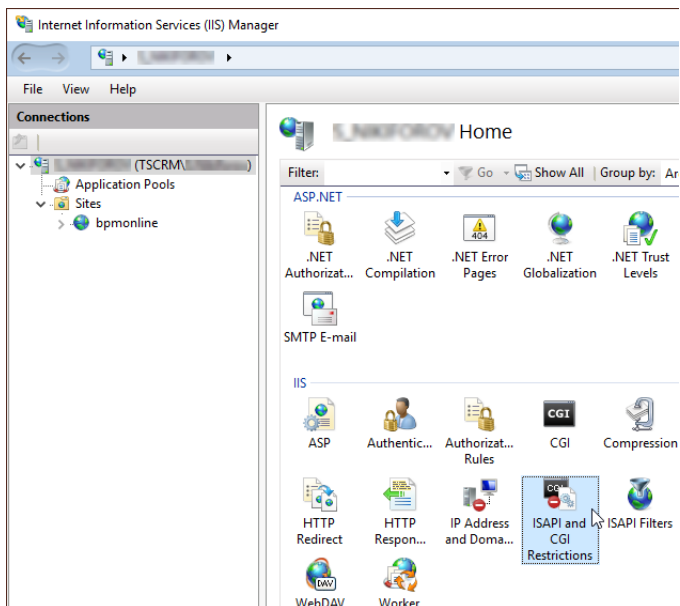 Internet Information Services (IIS) Manager
File View Help
Connections
Home
(TSCRM\
Application Pools
Sites
bpmonline
Filter: Go Show All Group by: Ar
ASP.NET
.NET Authorizat...
.NET Compilation
.NET Error Pages
.NET Globalization
.NET Trust Levels
404
SMTP E-mail
IIS
ASP
Authentic...
Authorizat... Rules
CGI
CGI
Compression
HTTP Redirect
HTTP Respon...
IP Address and Doma...
ISAPI and CGI Restrictions
ISAPI Filters
DAV
WebDAV
Worker